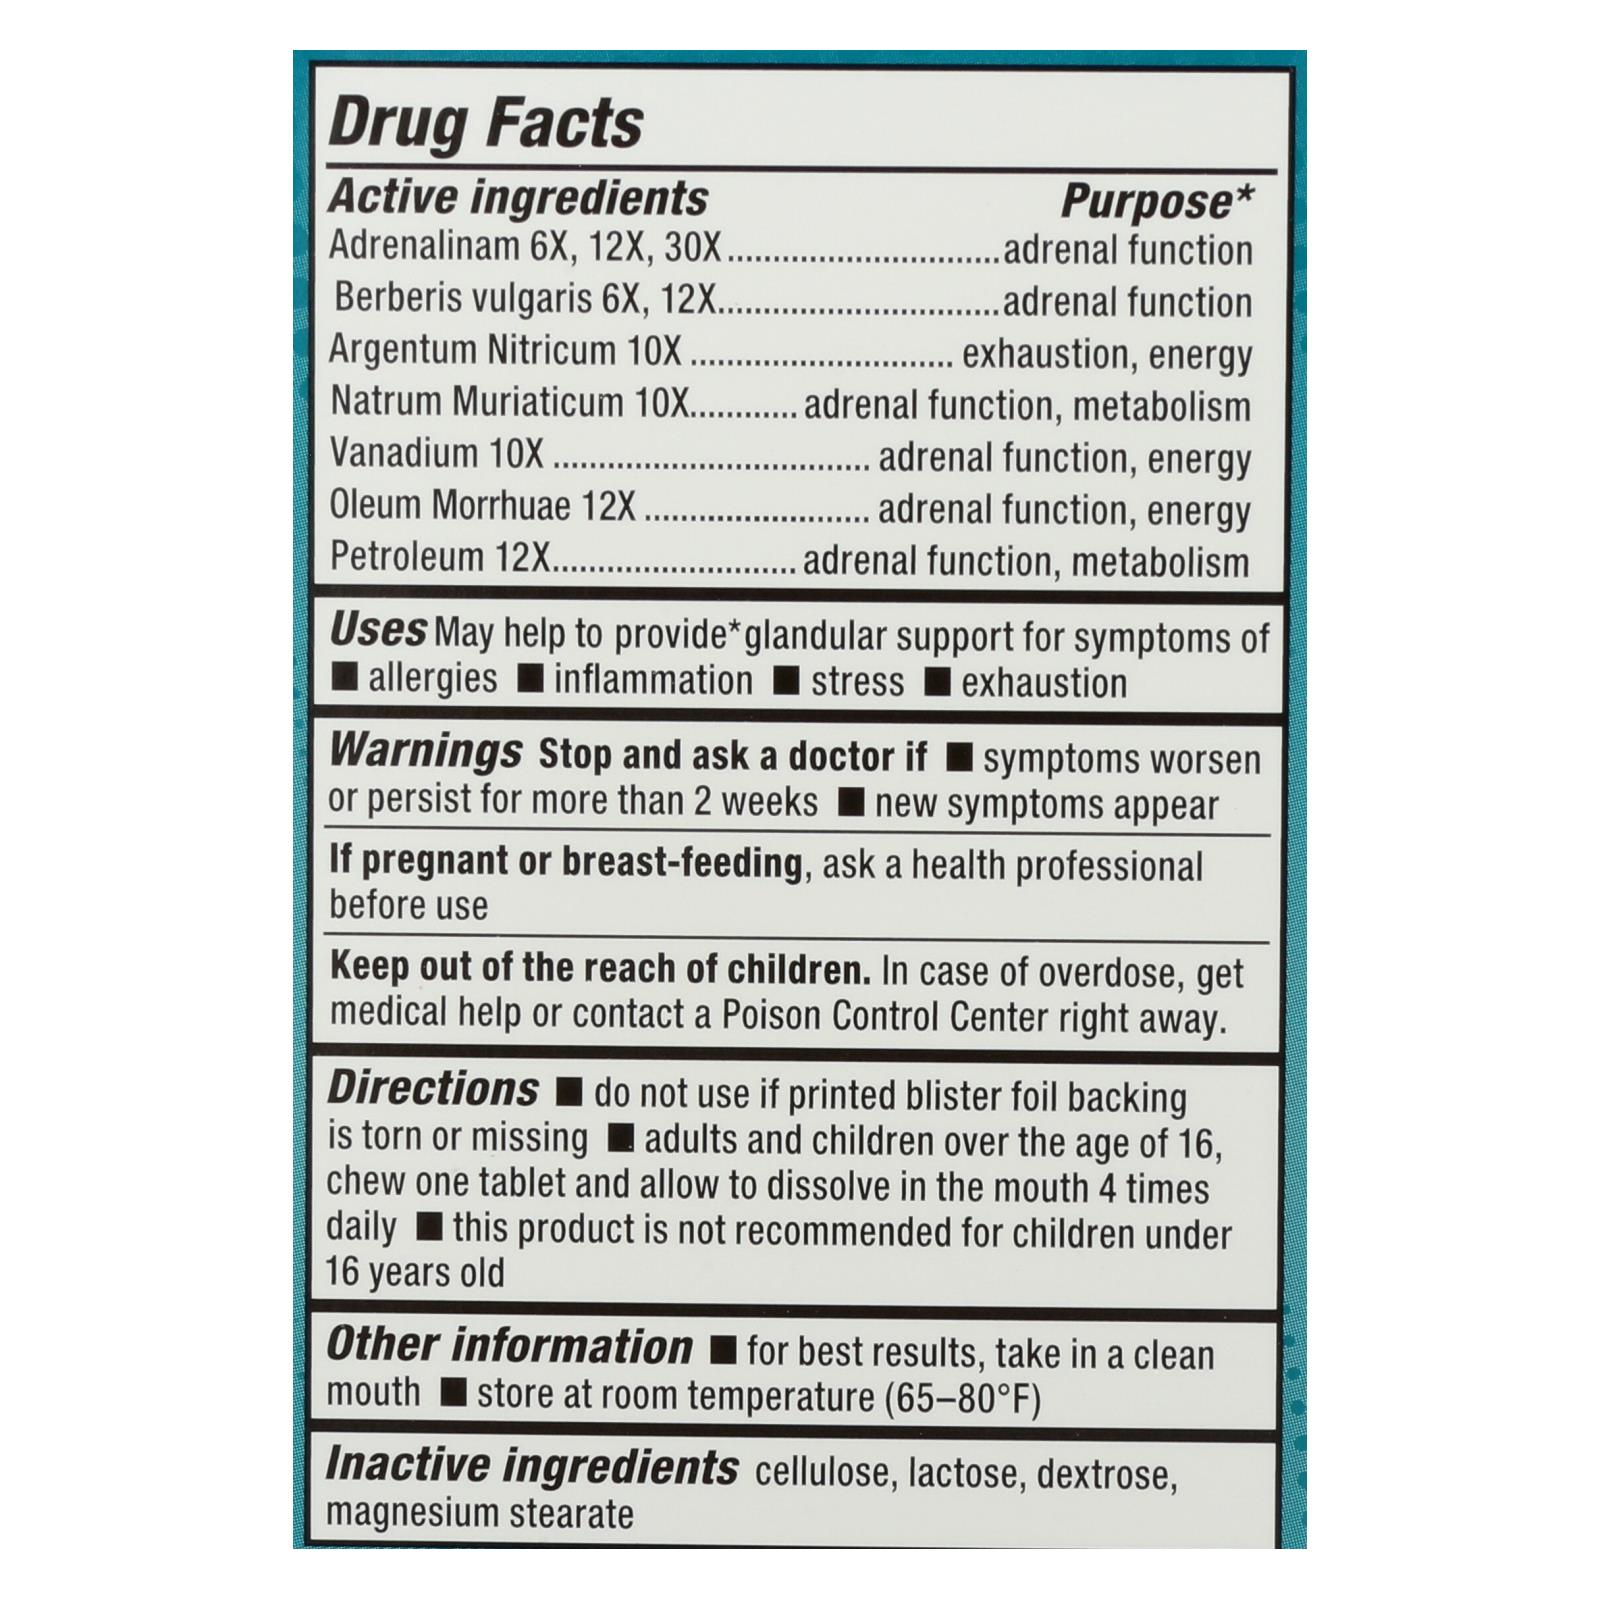 Drug Facts
Active ingredients Purpose*
Adrenalinam 6X, 12X, 30X..............................adrenal function
Berberis vulgaris 6X, 12X...............................adrenal function
Argentum Nitricum 10X ............................. exhaustion, energy
Natrum Muriaticum 10X............ adrenal function, metabolism
Vanadium 10X ................................... adrenal function, energy
Oleum Morrhuae 12X ......................... adrenal function, energy
Petroleum 12X........................... adrenal function, metabolism
Uses May help to provide*glandular support for symptoms of
■ allergies ■ inflammation ■ stress ■ exhaustion
Warnings Stop and ask a doctor if ■ symptoms worsen
or persist for more than 2 weeks ■ new symptoms appear
If pregnant or breast-feeding, ask a health professional
before use
Keep out of the reach of children. In case of overdose, get
medical help or contact a Poison Control Center right away.
Directions ■ do not use if printed blister foil backing
is torn or missing ■ adults and children over the age of 16,
chew one tablet and allow to dissolve in the mouth 4 times
daily ■ this product is not recommended for children under
16 years old
Other information ■ for best results, take in a clean
mouth ■ store at room temperature (65–80°F)
Inactive ingredients cellulose, lactose, dextrose,
magnesium stearate